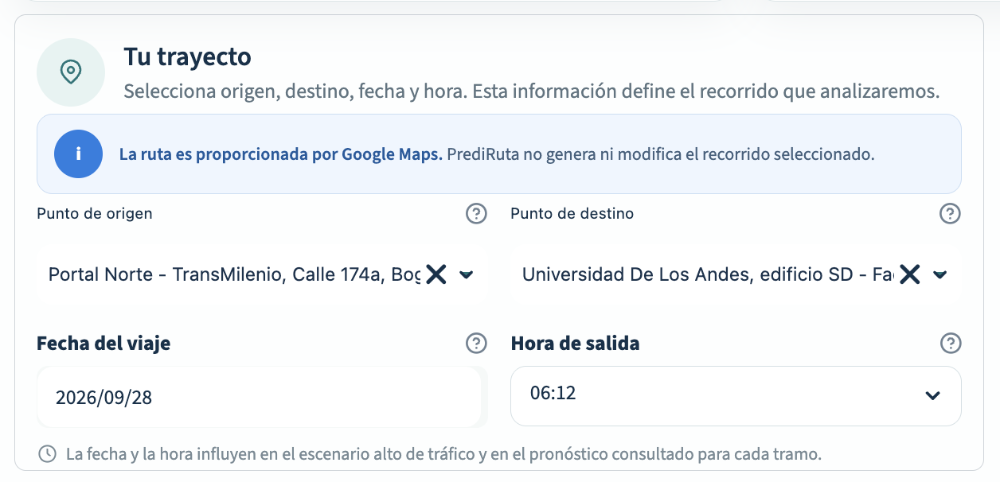 Tu trayecto
Selecciona origen, destino, fecha y hora. Esta información define el recorrido que analizaremos.
i La ruta es proporcionada por Google Maps. PrediRuta no genera ni modifica el recorrido seleccionado.
Punto de origen ? Punto de destino ?
Portal Norte - TransMilenio, Calle 174a, Bog Universidad De Los Andes, edificio SD - Fa
Fecha del viaje ? Hora de salida ?
2026/09/28 06:12
La fecha y la hora influyen en el escenario alto de tráfico y en el pronóstico consultado para cada tramo.